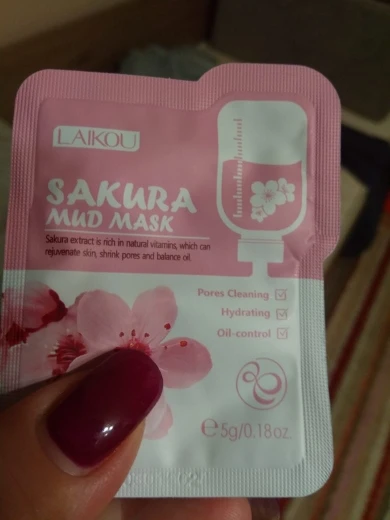 LAIKOU
SAKURA
MUD MASK
Sakura extract is rich in natural vitamins, which can
rejuvenate skin, shrink pores and balance oil.
Pores Cleaning
Hydrating
Oil-control
℮5g/0.18oz.